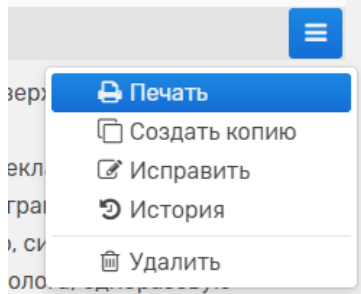 Печать
Создать копию
Исправить
История
Удалить